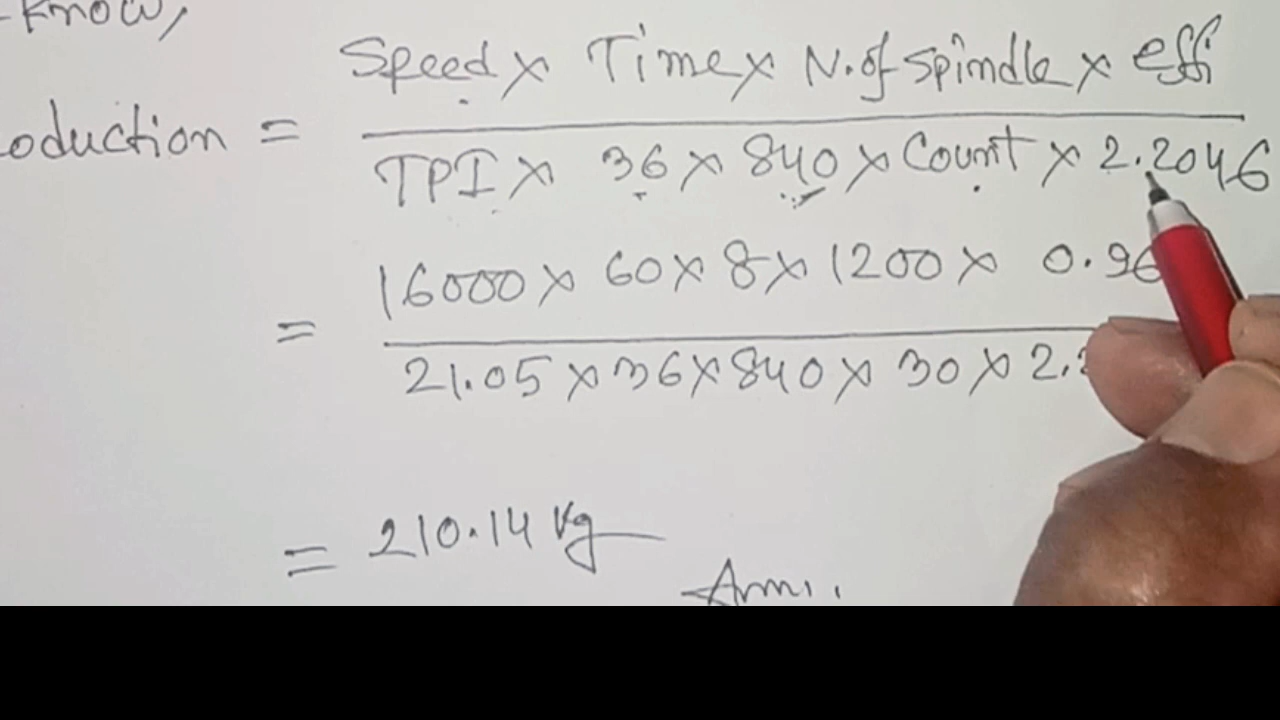 know,
Speed x Time x N.of spindle x effi
oduction =
TPI x 36 x 840 x Count x 2.2046
16000 x 60 x 8 x 1200 x 0.96
=
21.05 x 36 x 840 x 30 x 2.
= 210.14 Kg